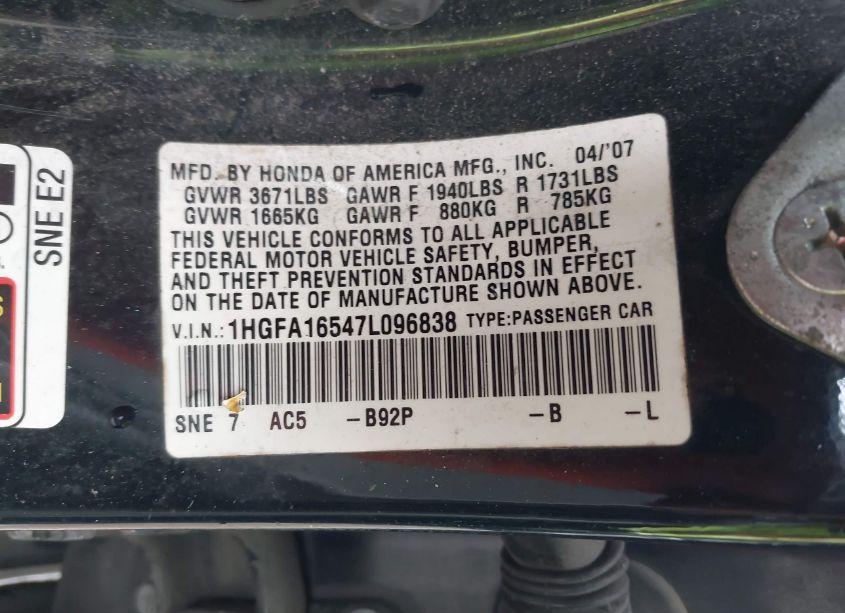 SNE E2
MFD. BY HONDA OF AMERICA MFG., INC. 04/'07
GVWR 3671LBS GAWR F 1940LBS R 1731LBS
GVWR 1665KG GAWR F 880KG R 785KG
THIS VEHICLE CONFORMS TO ALL APPLICABLE
FEDERAL MOTOR VEHICLE SAFETY, BUMPER,
AND THEFT PREVENTION STANDARDS IN EFFECT
ON THE DATE OF MANUFACTURE SHOWN ABOVE.
V.I.N.: 1HGFA16547L096838 TYPE:PASSENGER CAR
SNE 7 AC5 -B92P -B -L